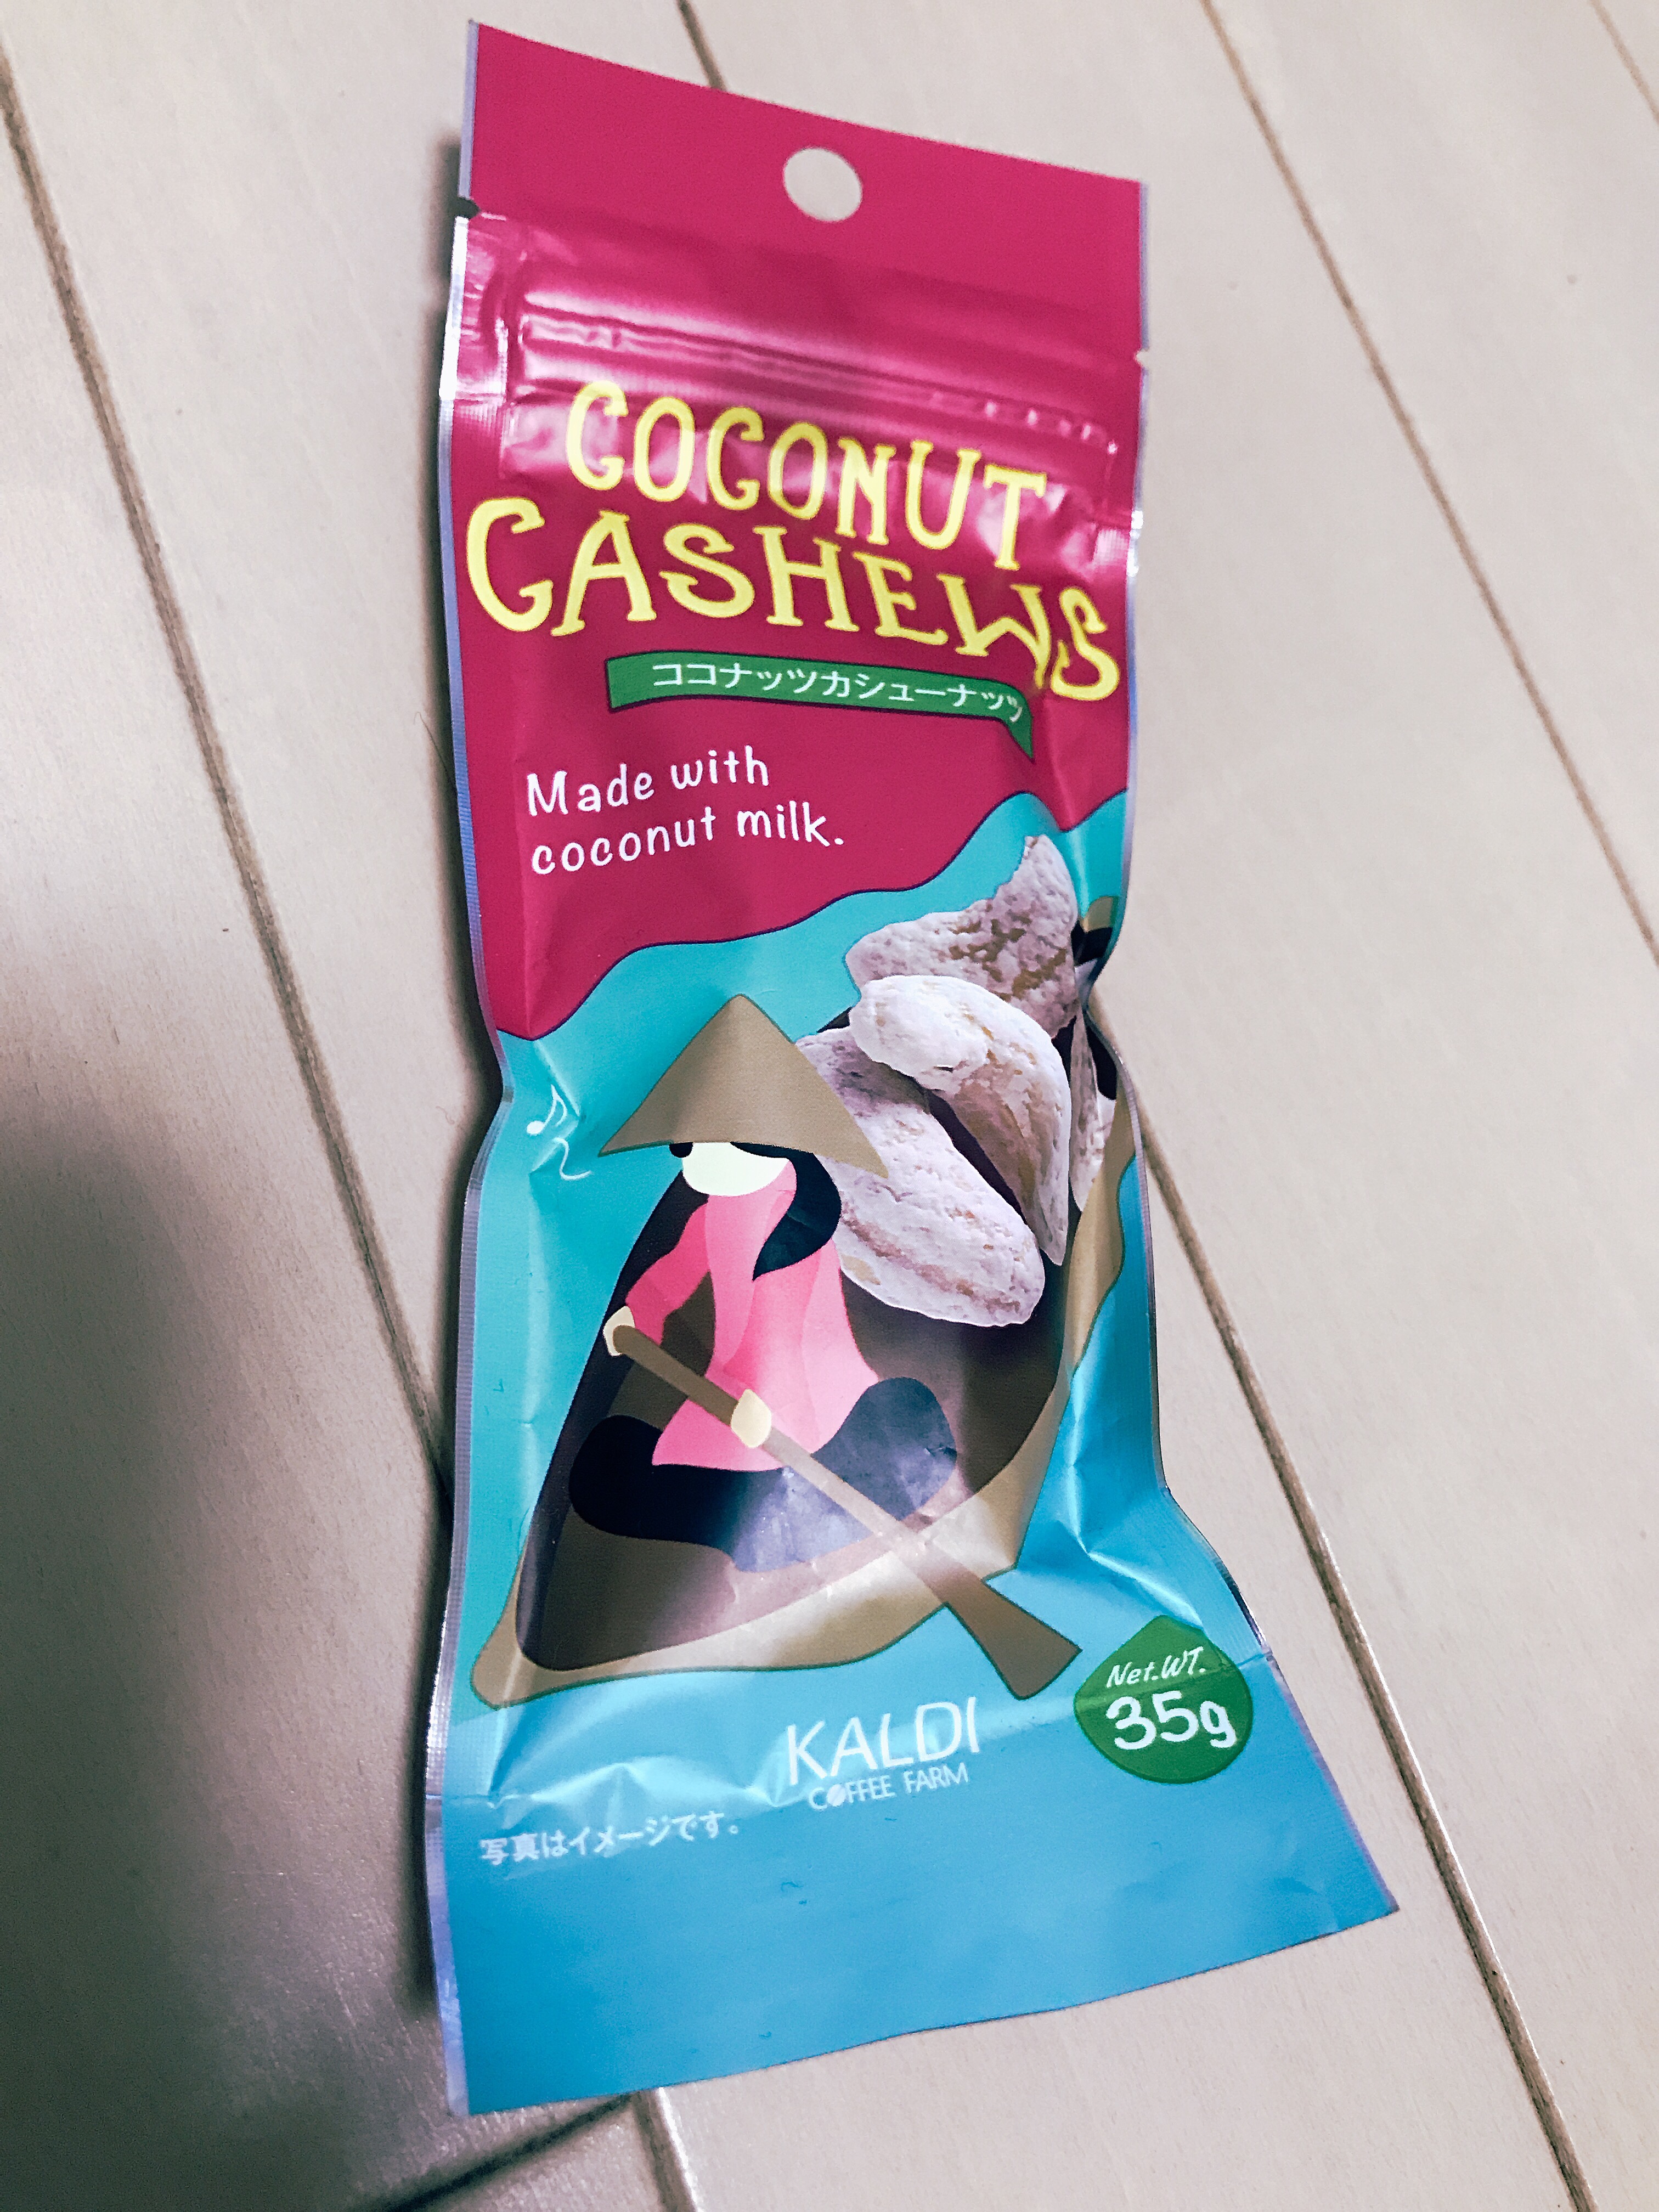 COCONUT
CASHEWS
ココナッツカシューナッツ
Made with
coconut milk.
Net.WT.
35g
KALDI
COFFEE FARM
写真はイメージです。